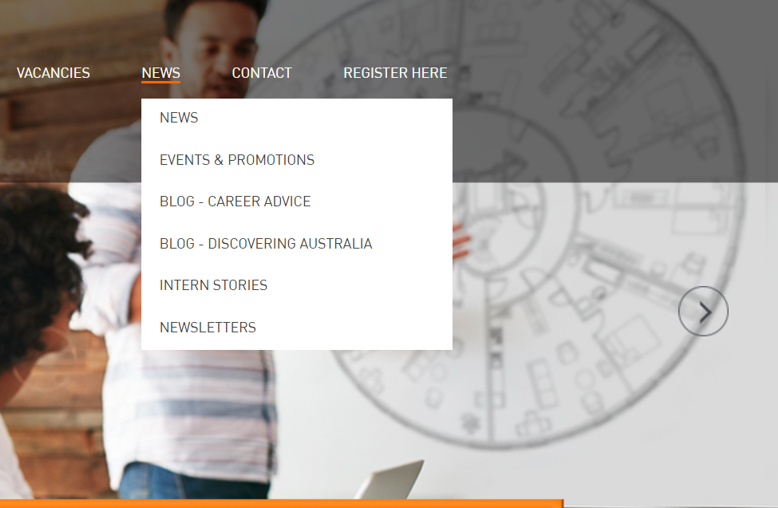 VACANCIES NEWS CONTACT REGISTER HERE
NEWS
EVENTS & PROMOTIONS
BLOG - CAREER ADVICE
BLOG - DISCOVERING AUSTRALIA
INTERN STORIES
NEWSLETTERS